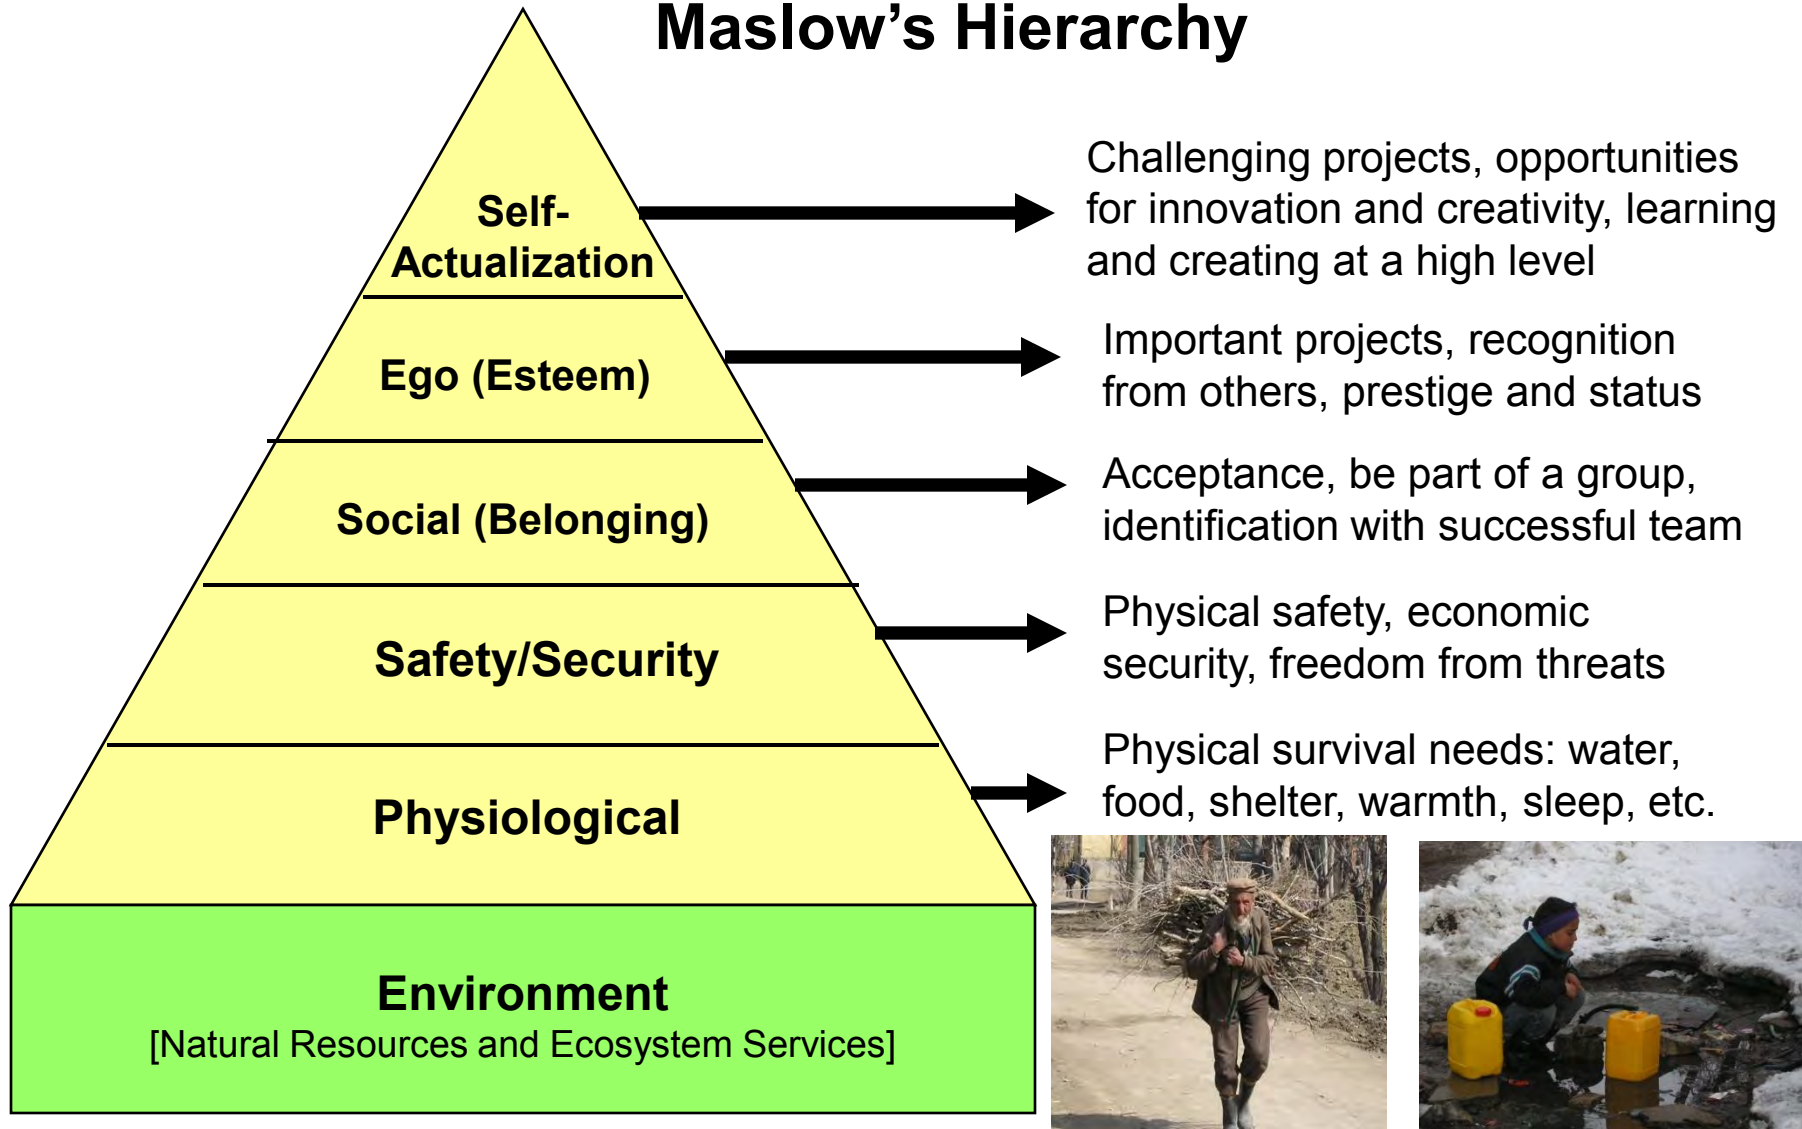 Maslow’s Hierarchy
Self-
Actualization
Challenging projects, opportunities
for innovation and creativity, learning
and creating at a high level
Ego (Esteem)
Important projects, recognition
from others, prestige and status
Social (Belonging)
Acceptance, be part of a group,
identification with successful team
Safety/Security
Physical safety, economic
security, freedom from threats
Physiological
Physical survival needs: water,
food, shelter, warmth, sleep, etc.
Environment
[Natural Resources and Ecosystem Services]